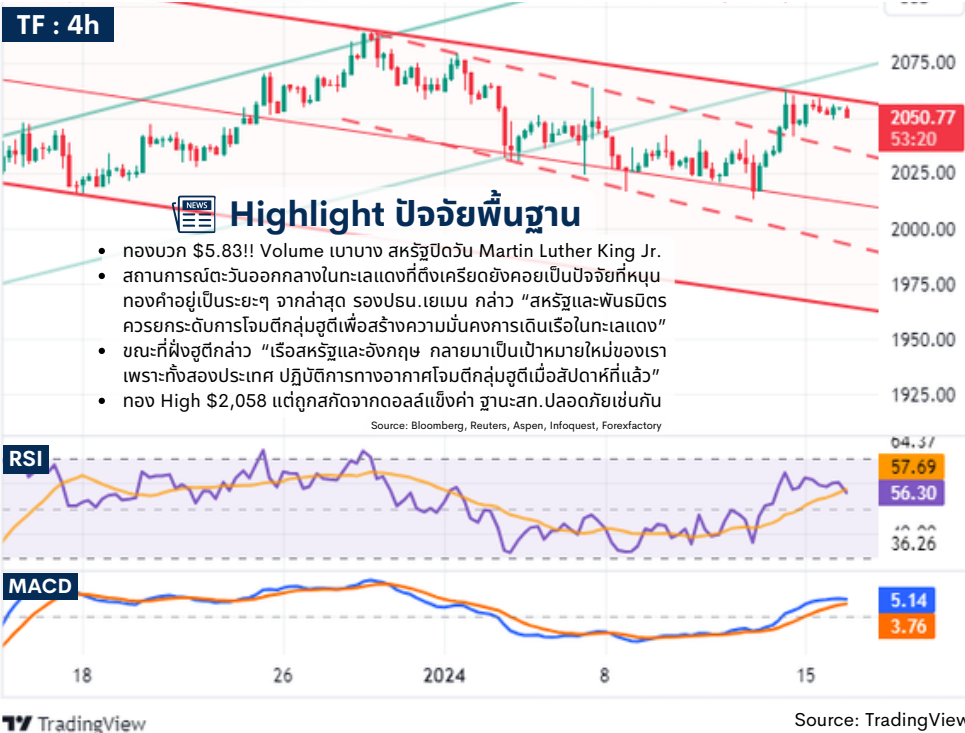 TF : 4h
2075.00
2050.77
53:20
2025.00
2000.00
1975.00
1950.00
1925.00
NEWS
Highlight ปัจจัยพื้นฐาน
• ทองบวก $5.83!! Volume เบาบาง สหรัฐปิดวัน Martin Luther King Jr.
• สถานการณ์ตะวันออกกลางในทะเลแดงที่ตึงเครียดยังคอยเป็นปัจจัยที่หนุน
ทองคำอยู่เป็นระยะๆ จากล่าสุด รองปธน.เยเมน กล่าว “สหรัฐและพันธมิตร
ควรยกระดับการโจมตีกลุ่มฮูตีเพื่อสร้างความมั่นคงการเดินเรือในทะเลแดง”
• ขณะที่ฝั่งฮูตีกล่าว “เรือสหรัฐและอังกฤษ กลายมาเป็นเป้าหมายใหม่ของเรา
เพราะทั้งสองประเทศ ปฏิบัติการทางอากาศโจมตีกลุ่มฮูตีเมื่อสัปดาห์ที่แล้ว”
• ทอง High $2,058 แต่ถูกสกัดจากดอลล์แข็งค่า ฐานะสท.ปลอดภัยเช่นกัน
Source: Bloomberg, Reuters, Aspen, Infoquest, Forexfactory
RSI
64.37
57.69
56.30
36.26
MACD
5.14
3.76
18 26 2024 8 15
TradingView
Source: TradingView